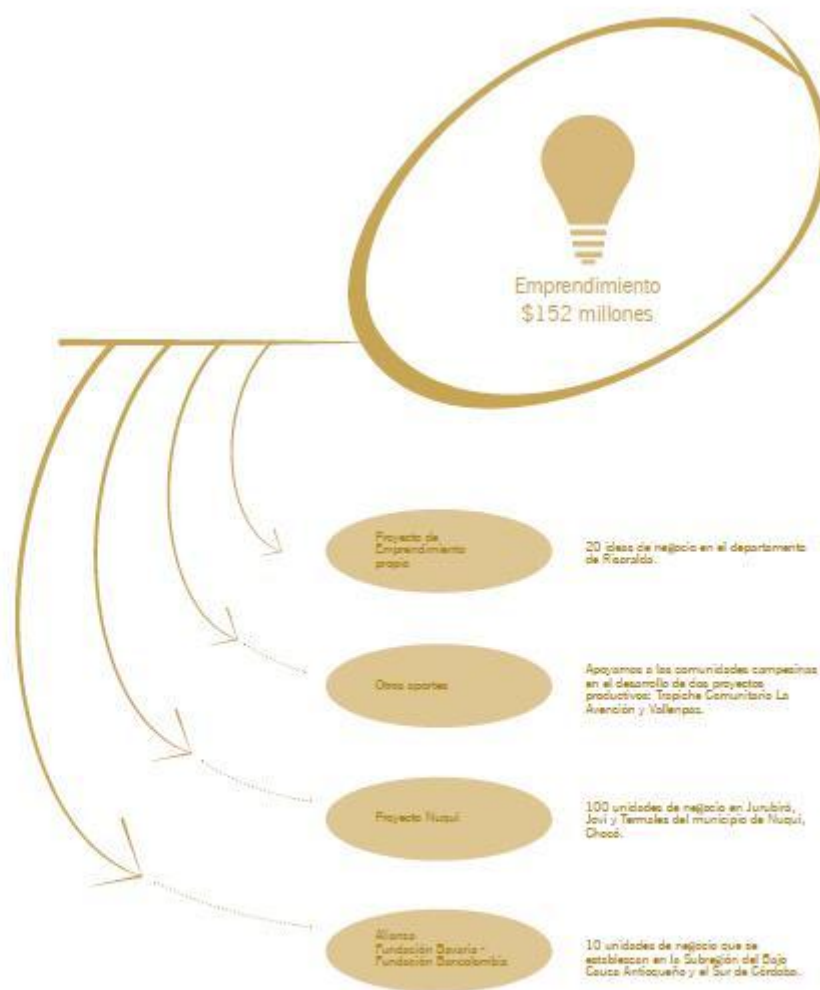 Emprendimiento
$152 millones
Proyecto de
Emprendimiento
propio
20 ideas de negocio en el departamento
de Risaralda.
Otros aportes
Apoyamos a las comunidades campesinas
en el desarrollo de dos proyectos
productivos: Trapiche Comunitario La
Avención y Vallenpaz.
Proyecto Nuquí
100 unidades de negocio en Jurubirá,
Joví y Termales del municipio de Nuquí,
Chocó.
Alianza
Fundación Bavaria -
Fundación Bancolombia
10 unidades de negocio que se
establezcan en la Subregión del Bajo
Cauca Antioqueño y el Sur de Córdoba.